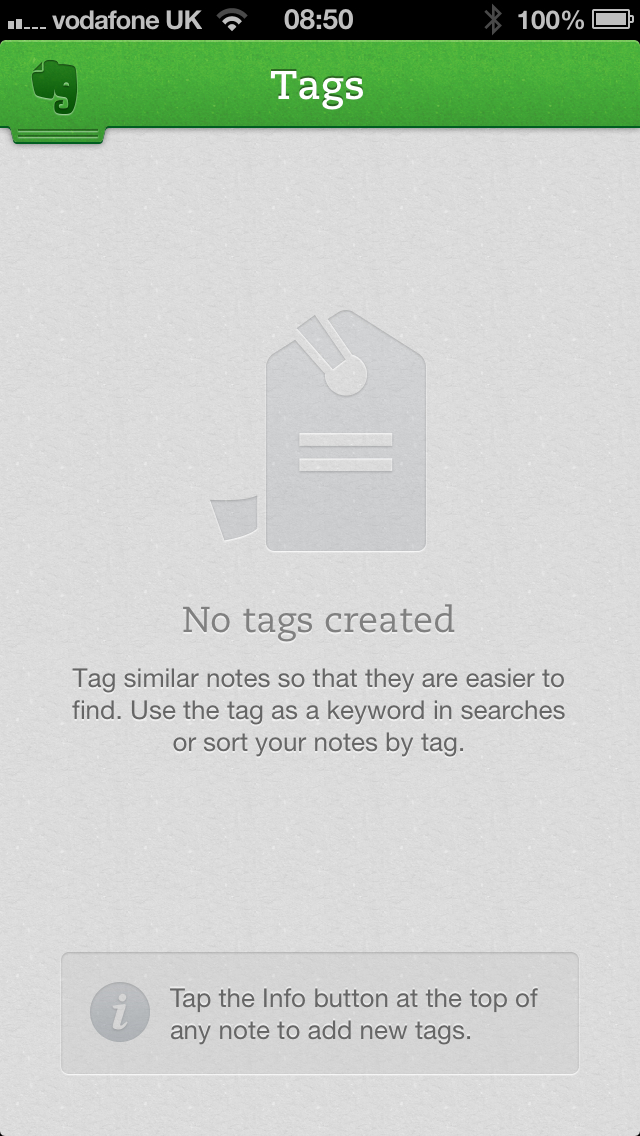 vodafone UK 08:50 100%
Tags
No tags created
Tag similar notes so that they are easier to
find. Use the tag as a keyword in searches
or sort your notes by tag.
Tap the Info button at the top of
any note to add new tags.